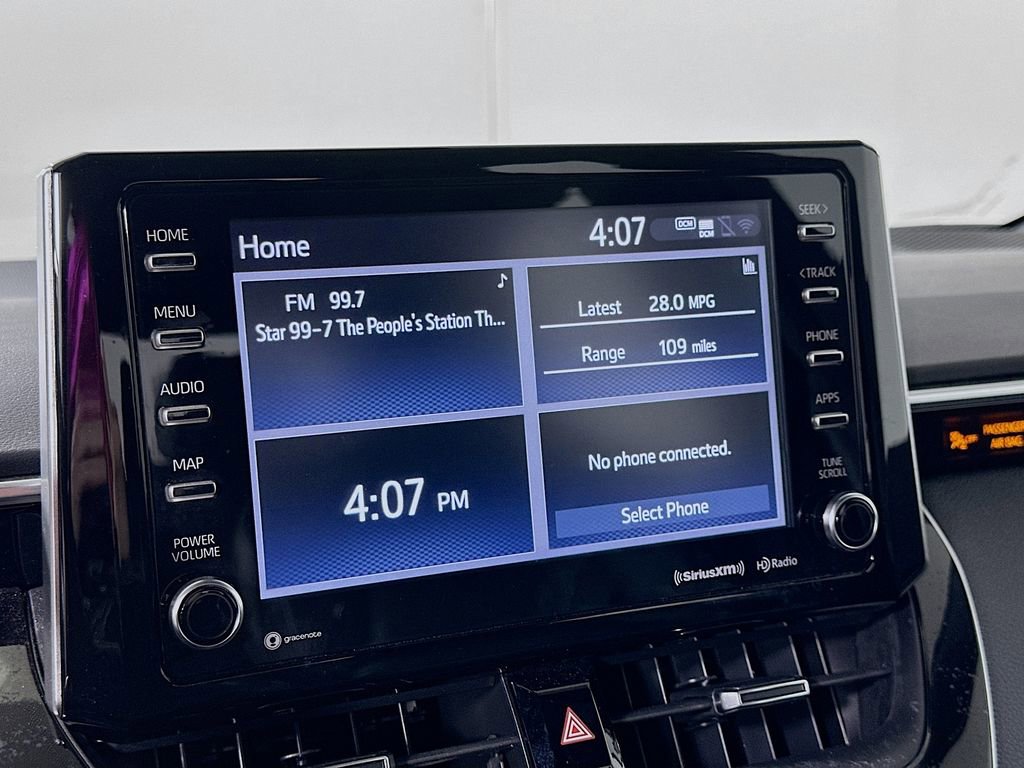 HOME
MENU
AUDIO
MAP
POWER
VOLUME
Home
4:07
DCM
DCM
FM 99.7
Star 99-7 The People's Station Th...
Latest 28.0 MPG
Range 109 miles
4:07 PM
No phone connected.
Select Phone
gracenote
((SiriusXM))
HD Radio
SEEK >
< TRACK
PHONE
APPS
TUNE
SCROLL
PASSENGER
AIR BAG